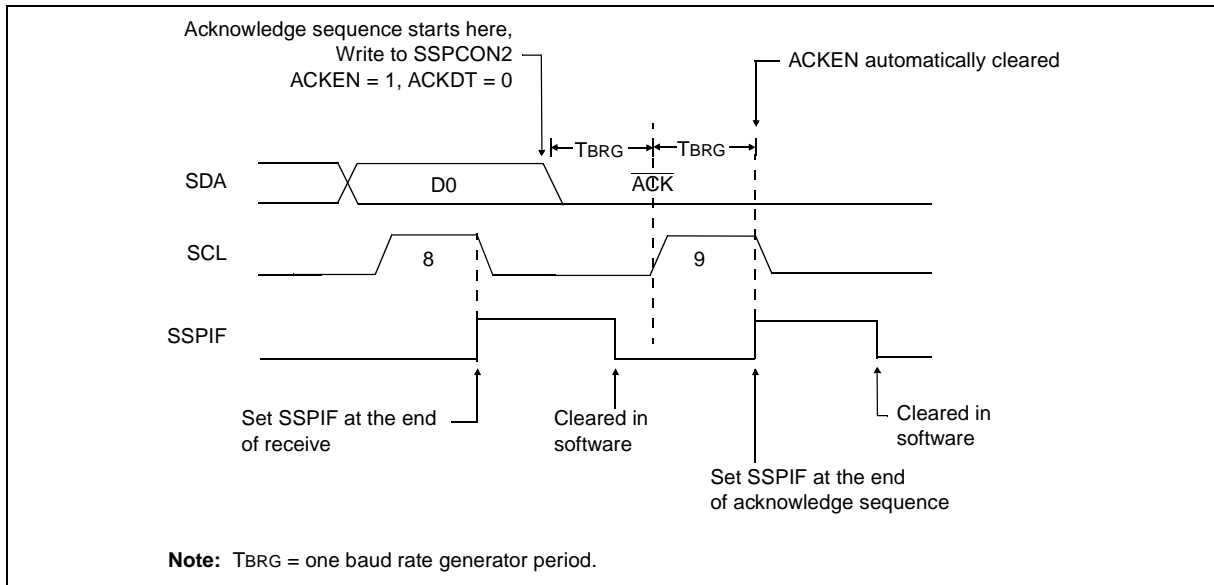 Acknowledge sequence starts here,
Write to SSPCON2
ACKEN = 1, ACKDT = 0
ACKEN automatically cleared
TBRG
TBRG
SDA
D0
ACK
SCL
8
9
SSPIF
Set SSPIF at the end
of receive
Cleared in
software
Set SSPIF at the end
of acknowledge sequence
Cleared in
software
Note: TBRG = one baud rate generator period.